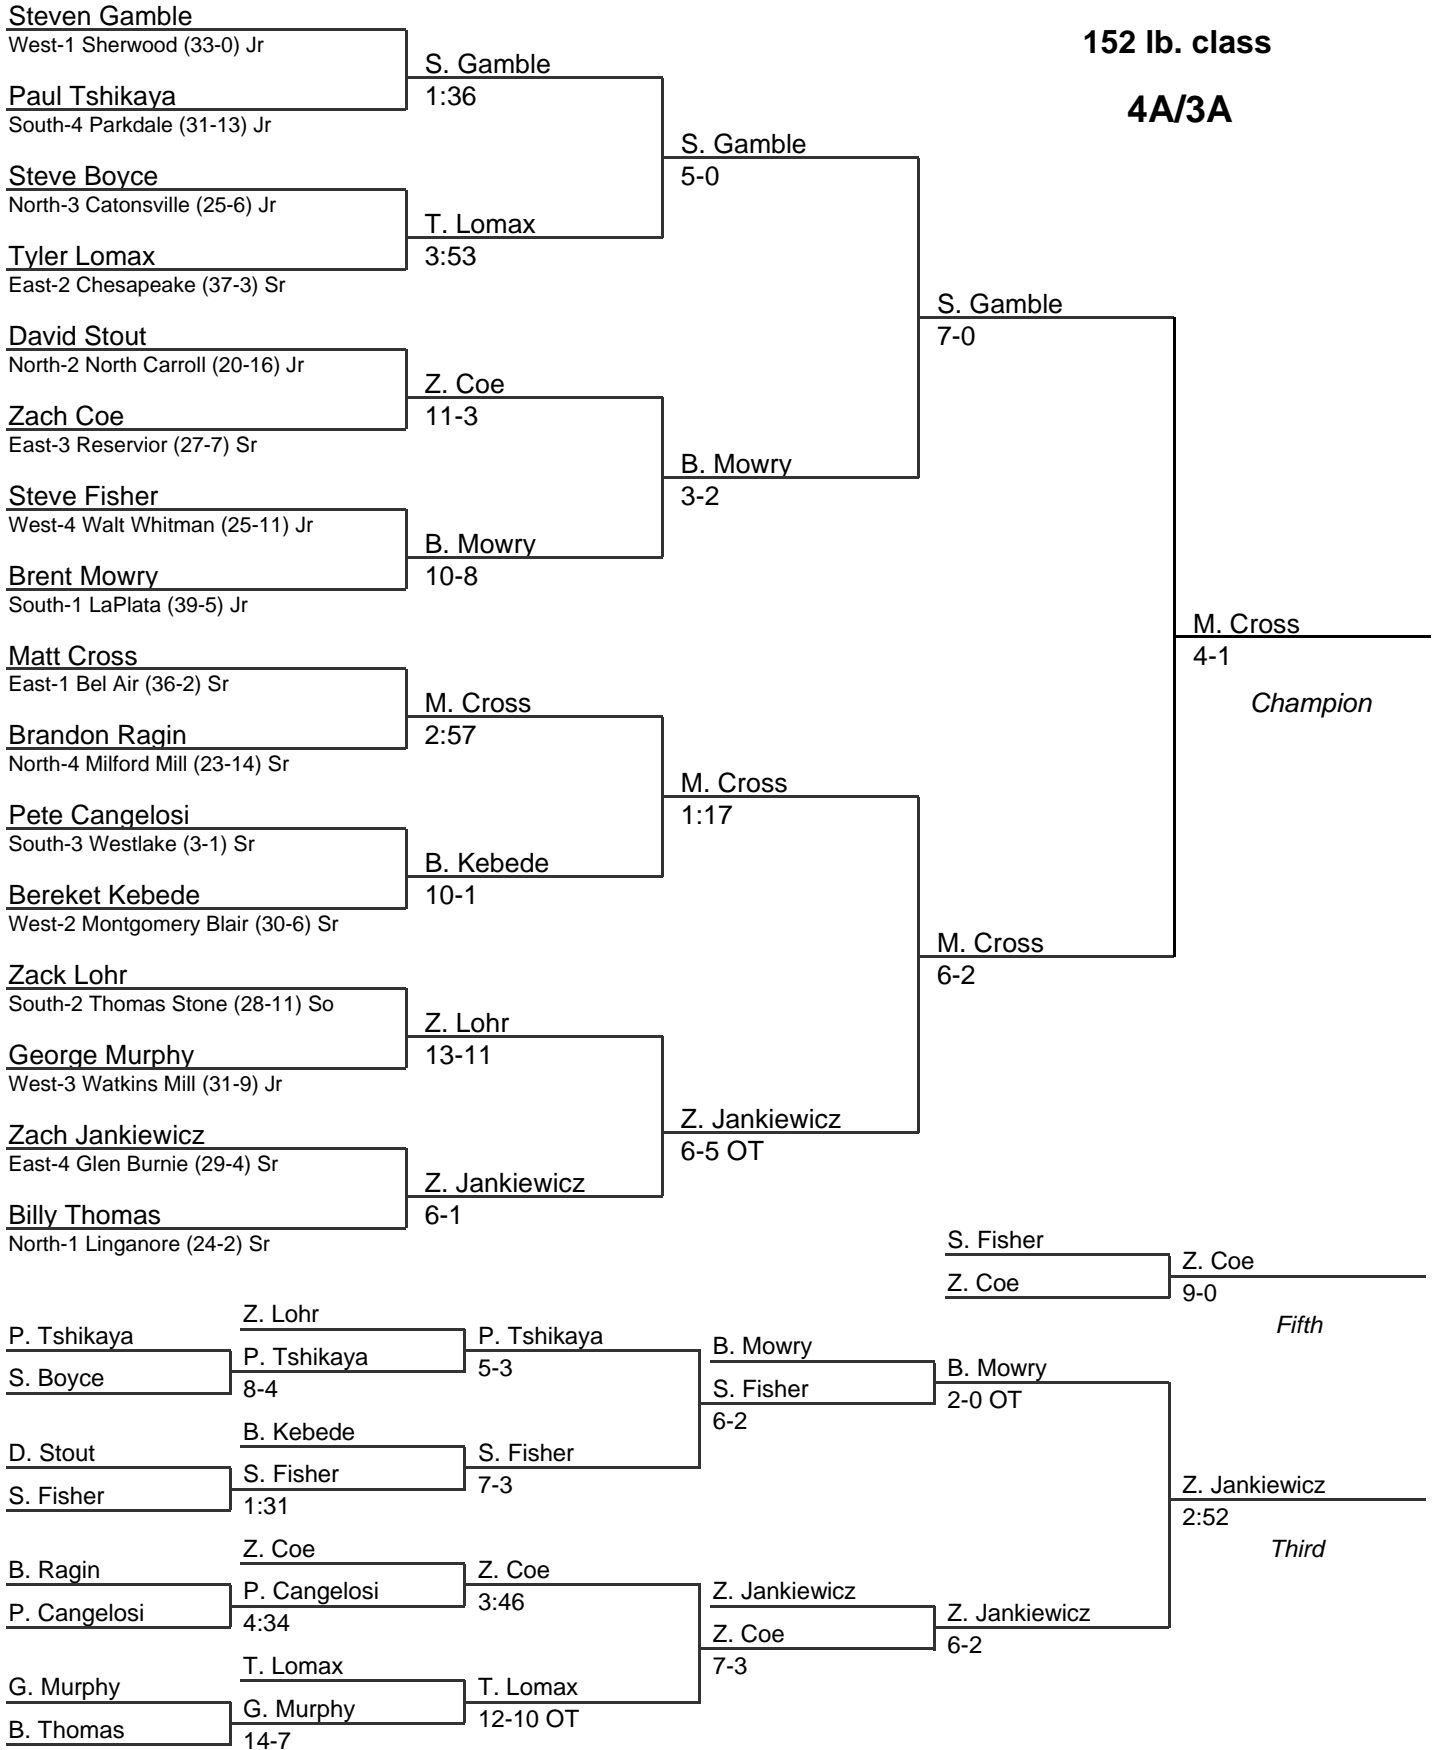 152 lb. class
4A/3A
Steven Gamble
West-1 Sherwood (33-0) Jr
Paul Tshikaya
South-4 Parkdale (31-13) Jr
Steve Boyce
North-3 Catonsville (25-6) Jr
Tyler Lomax
East-2 Chesapeake (37-3) Sr
David Stout
North-2 North Carroll (20-16) Jr
Zach Coe
East-3 Reservior (27-7) Sr
Steve Fisher
West-4 Walt Whitman (25-11) Jr
Brent Mowry
South-1 LaPlata (39-5) Jr
Matt Cross
East-1 Bel Air (36-2) Sr
Brandon Ragin
North-4 Milford Mill (23-14) Sr
Pete Cangelosi
South-3 Westlake (3-1) Sr
Bereket Kebede
West-2 Montgomery Blair (30-6) Sr
Zack Lohr
South-2 Thomas Stone (28-11) So
George Murphy
West-3 Watkins Mill (31-9) Jr
Zach Jankiewicz
East-4 Glen Burnie (29-4) Sr
Billy Thomas
North-1 Linganore (24-2) Sr
S. Gamble
1:36
T. Lomax
3:53
Z. Coe
11-3
B. Mowry
10-8
M. Cross
2:57
B. Kebede
10-1
Z. Lohr
13-11
Z. Jankiewicz
6-1
S. Gamble
5-0
B. Mowry
3-2
M. Cross
1:17
Z. Jankiewicz
6-5 OT
S. Gamble
7-0
M. Cross
6-2
M. Cross
4-1
Champion
S. Fisher
Z. Coe
Z. Coe
9-0
Fifth
P. Tshikaya
S. Boyce
D. Stout
S. Fisher
B. Ragin
P. Cangelosi
G. Murphy
B. Thomas
Z. Lohr
P. Tshikaya
8-4
B. Kebede
S. Fisher
1:31
Z. Coe
P. Cangelosi
4:34
T. Lomax
G. Murphy
14-7
P. Tshikaya
5-3
S. Fisher
7-3
Z. Coe
3:46
T. Lomax
12-10 OT
B. Mowry
S. Fisher
6-2
Z. Jankiewicz
Z. Coe
7-3
B. Mowry
2-0 OT
Z. Jankiewicz
6-2
Z. Jankiewicz
2:52
Third